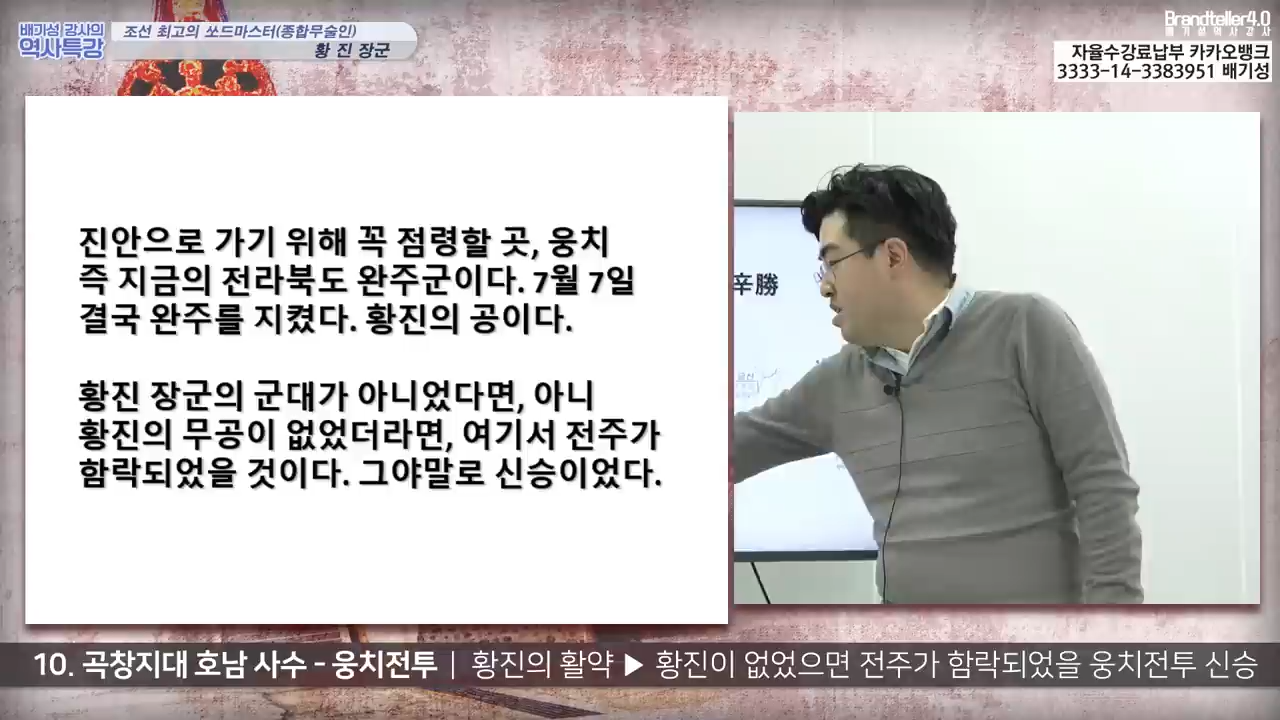 배기성 강사의
역사특강
조선 최고의 쏘드마스터(종합무술인)
황 진 장군
Brandteller4.0
배기성역사강사
자율수강료납부 카카오뱅크
3333-14-3383951 배기성
진안으로 가기 위해 꼭 점령할 곳, 웅치
즉 지금의 전라북도 완주군이다. 7월 7일
결국 완주를 지켰다. 황진의 공이다.
황진 장군의 군대가 아니었다면, 아니
황진의 무공이 없었더라면, 여기서 전주가
함락되었을 것이다. 그야말로 신승이었다.
辛勝
금산
10. 곡창지대 호남 사수 - 웅치전투 | 황진의 활약 ▶ 황진이 없었으면 전주가 함락되었을 웅치전투 신승